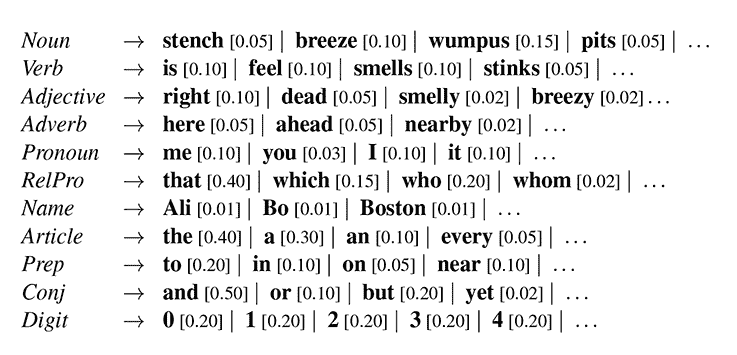 Noun → stench [0.05] | breeze [0.10] | wumpus [0.15] | pits [0.05] | ...
Verb → is [0.10] | feel [0.10] | smells [0.10] | stinks [0.05] | ...
Adjective → right [0.10] | dead [0.05] | smelly [0.02] | breezy [0.02] ...
Adverb → here [0.05] | ahead [0.05] | nearby [0.02] | ...
Pronoun → me [0.10] | you [0.03] | I [0.10] | it [0.10] | ...
RelPro → that [0.40] | which [0.15] | who [0.20] | whom [0.02] | ...
Name → Ali [0.01] | Bo [0.01] | Boston [0.01] | ...
Article → the [0.40] | a [0.30] | an [0.10] | every [0.05] | ...
Prep → to [0.20] | in [0.10] | on [0.05] | near [0.10] | ...
Conj → and [0.50] | or [0.10] | but [0.20] | yet [0.02] | ...
Digit → 0 [0.20] | 1 [0.20] | 2 [0.20] | 3 [0.20] | 4 [0.20] | ...